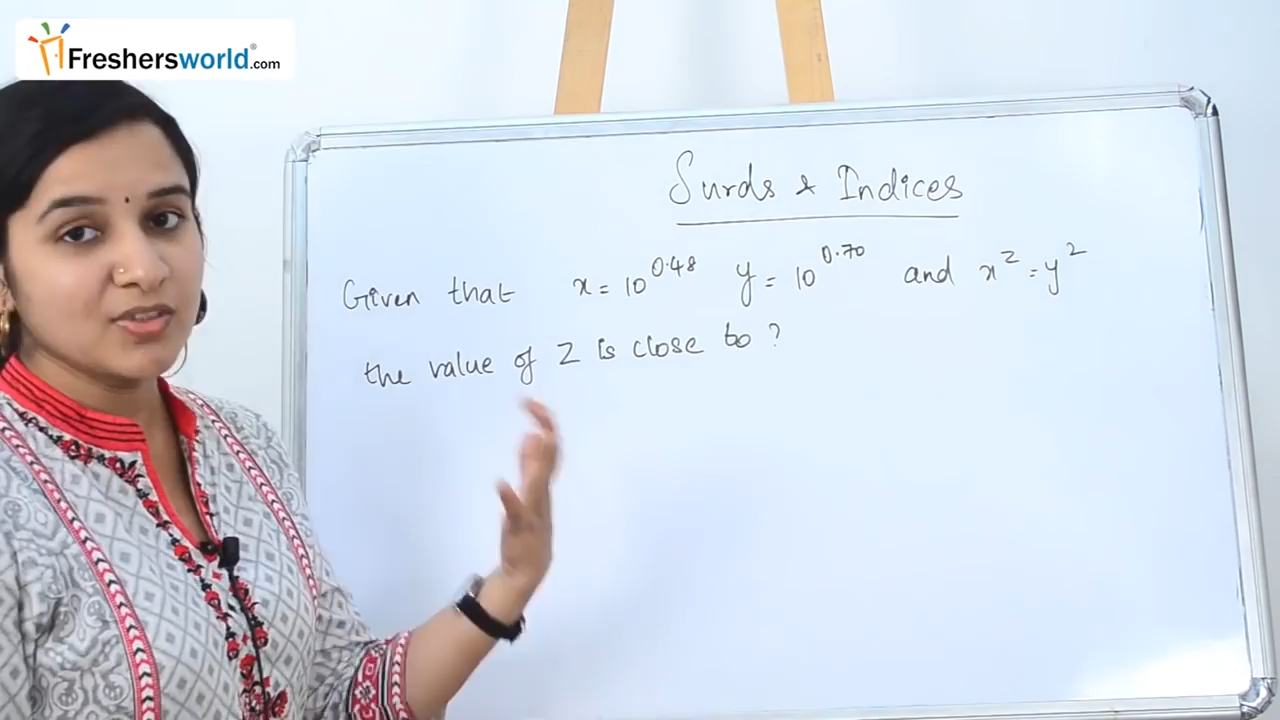 Freshersworld.com
Surds & Indices
Given that x = 10^0.48 y = 10^0.70 and x^z = y^2
the value of z is close to ?